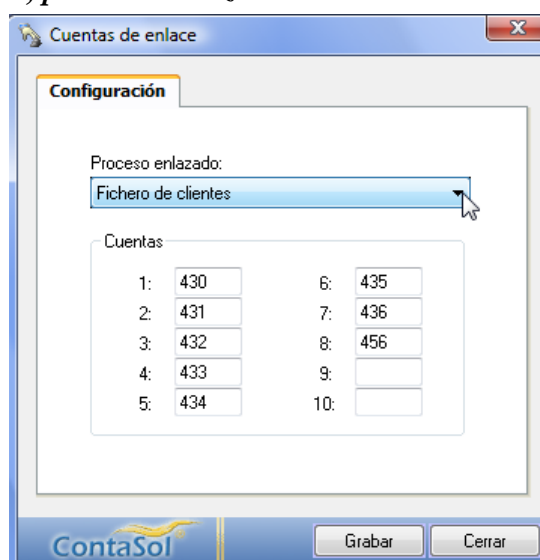 Cuentas de enlace
Configuración
Proceso enlazado:
Fichero de clientes
Cuentas
1: 430 6: 435
2: 431 7: 436
3: 432 8: 456
4: 433 9:
5: 434 10:
ContaSol Grabar Cerrar